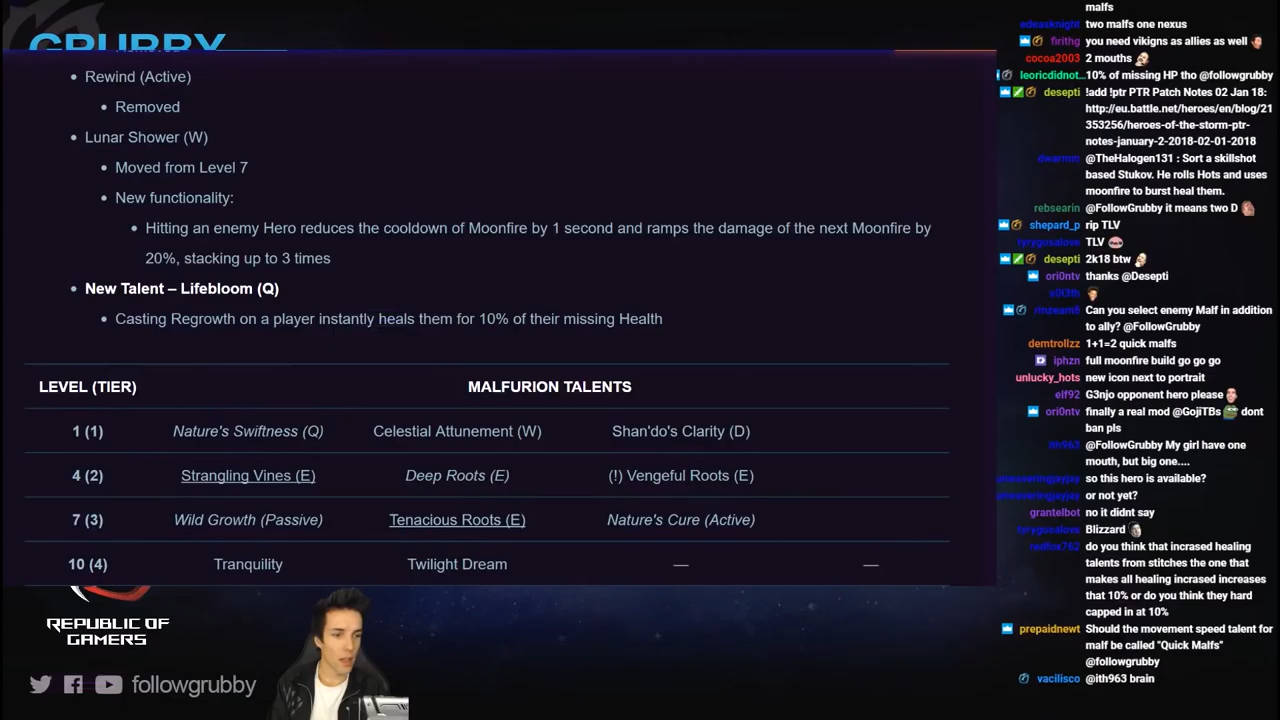 GRUBBY
Rewind (Active)
Removed
Lunar Shower (W)
Moved from Level 7
New functionality:
Hitting an enemy Hero reduces the cooldown of Moonfire by 1 second and ramps the damage of the next Moonfire by
20%, stacking up to 3 times
New Talent – Lifebloom (Q)
Casting Regrowth on a player instantly heals them for 10% of their missing Health
LEVEL (TIER) MALFURION TALENTS
1 (1) Nature's Swiftness (Q) Celestial Attunement (W) Shan'do's Clarity (D)
4 (2) Strangling Vines (E) Deep Roots (E) (!) Vengeful Roots (E)
7 (3) Wild Growth (Passive) Tenacious Roots (E) Nature's Cure (Active)
10 (4) Tranquility Twilight Dream — —
REPUBLIC OF
GAMERS
followgrubby
malfs
edeasknight two malfs one nexus
firithg you need vikigns as allies as well
cocoa2003 2 mouths
leoricdidnot... 10% of missing HP tho @followgrubby
desepti !add !ptr PTR Patch Notes 02 Jan 18:
http://eu.battle.net/heroes/en/blog/21
353256/heroes-of-the-storm-ptr-
notes-january-2-2018-02-01-2018
@TheHalogen131 : Sort a skillshot
based Stukov. He rolls Hots and uses
moonfire to burst heal them.
rebsearin @FollowGrubby it means two D
shepard_p rip TLV
tyrygosalove TLV
desepti 2k18 btw
ori0ntv thanks @Desepti
Can you select enemy Malf in addition
to ally? @FollowGrubby
demtrollzz 1+1=2 quick malfs
iphzn full moonfire build go go go
unlucky_hots new icon next to portrait
elf92 G3njo opponent hero please
ori0ntv finally a real mod @GojiTBs dont
ban pls
ith963 @FollowGrubby My girl have one
mouth, but big one....
so this hero is available?
or not yet?
grantelbot no it didnt say
tyrygosalove Blizzard
redfox762 do you think that incrased healing
talents from stitches the one that
makes all healing incrased increases
that 10% or do you think they hard
capped in at 10%
prepaidnewt Should the movement speed talent for
malf be called "Quick Malfs"
@followgrubby
vacilisco @ith963 brain